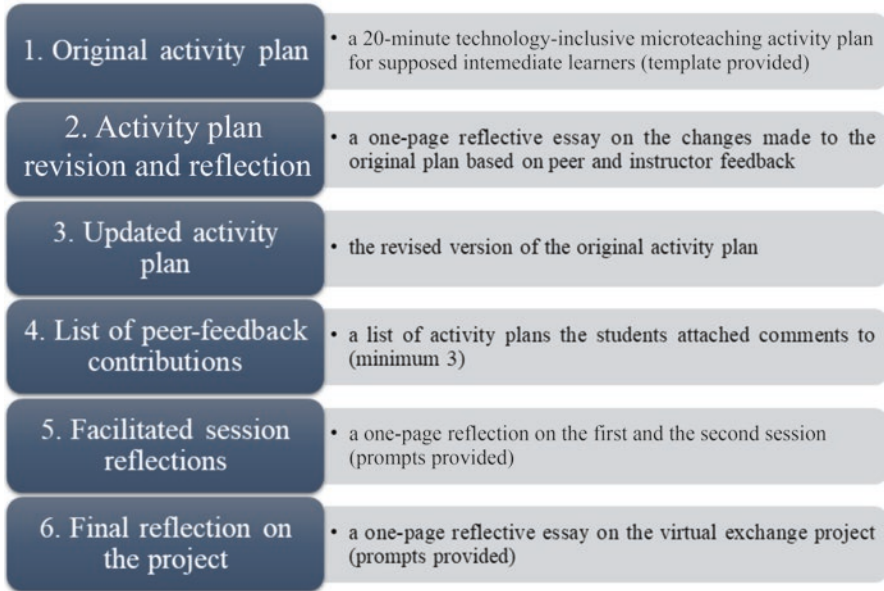 1. Original activity plan
• a 20-minute technology-inclusive microteaching activity plan
for supposed intemediate learners (template provided)
2. Activity plan
revision and reflection
• a one-page reflective essay on the changes made to the
original plan based on peer and instructor feedback
3. Updated activity
plan
• the revised version of the original activity plan
4. List of peer-feedback
contributions
• a list of activity plans the students attached comments to
(minimum 3)
5. Facilitated session
reflections
• a one-page reflection on the first and the second session
(prompts provided)
6. Final reflection on
the project
• a one-page reflective essay on the virtual exchange project
(prompts provided)